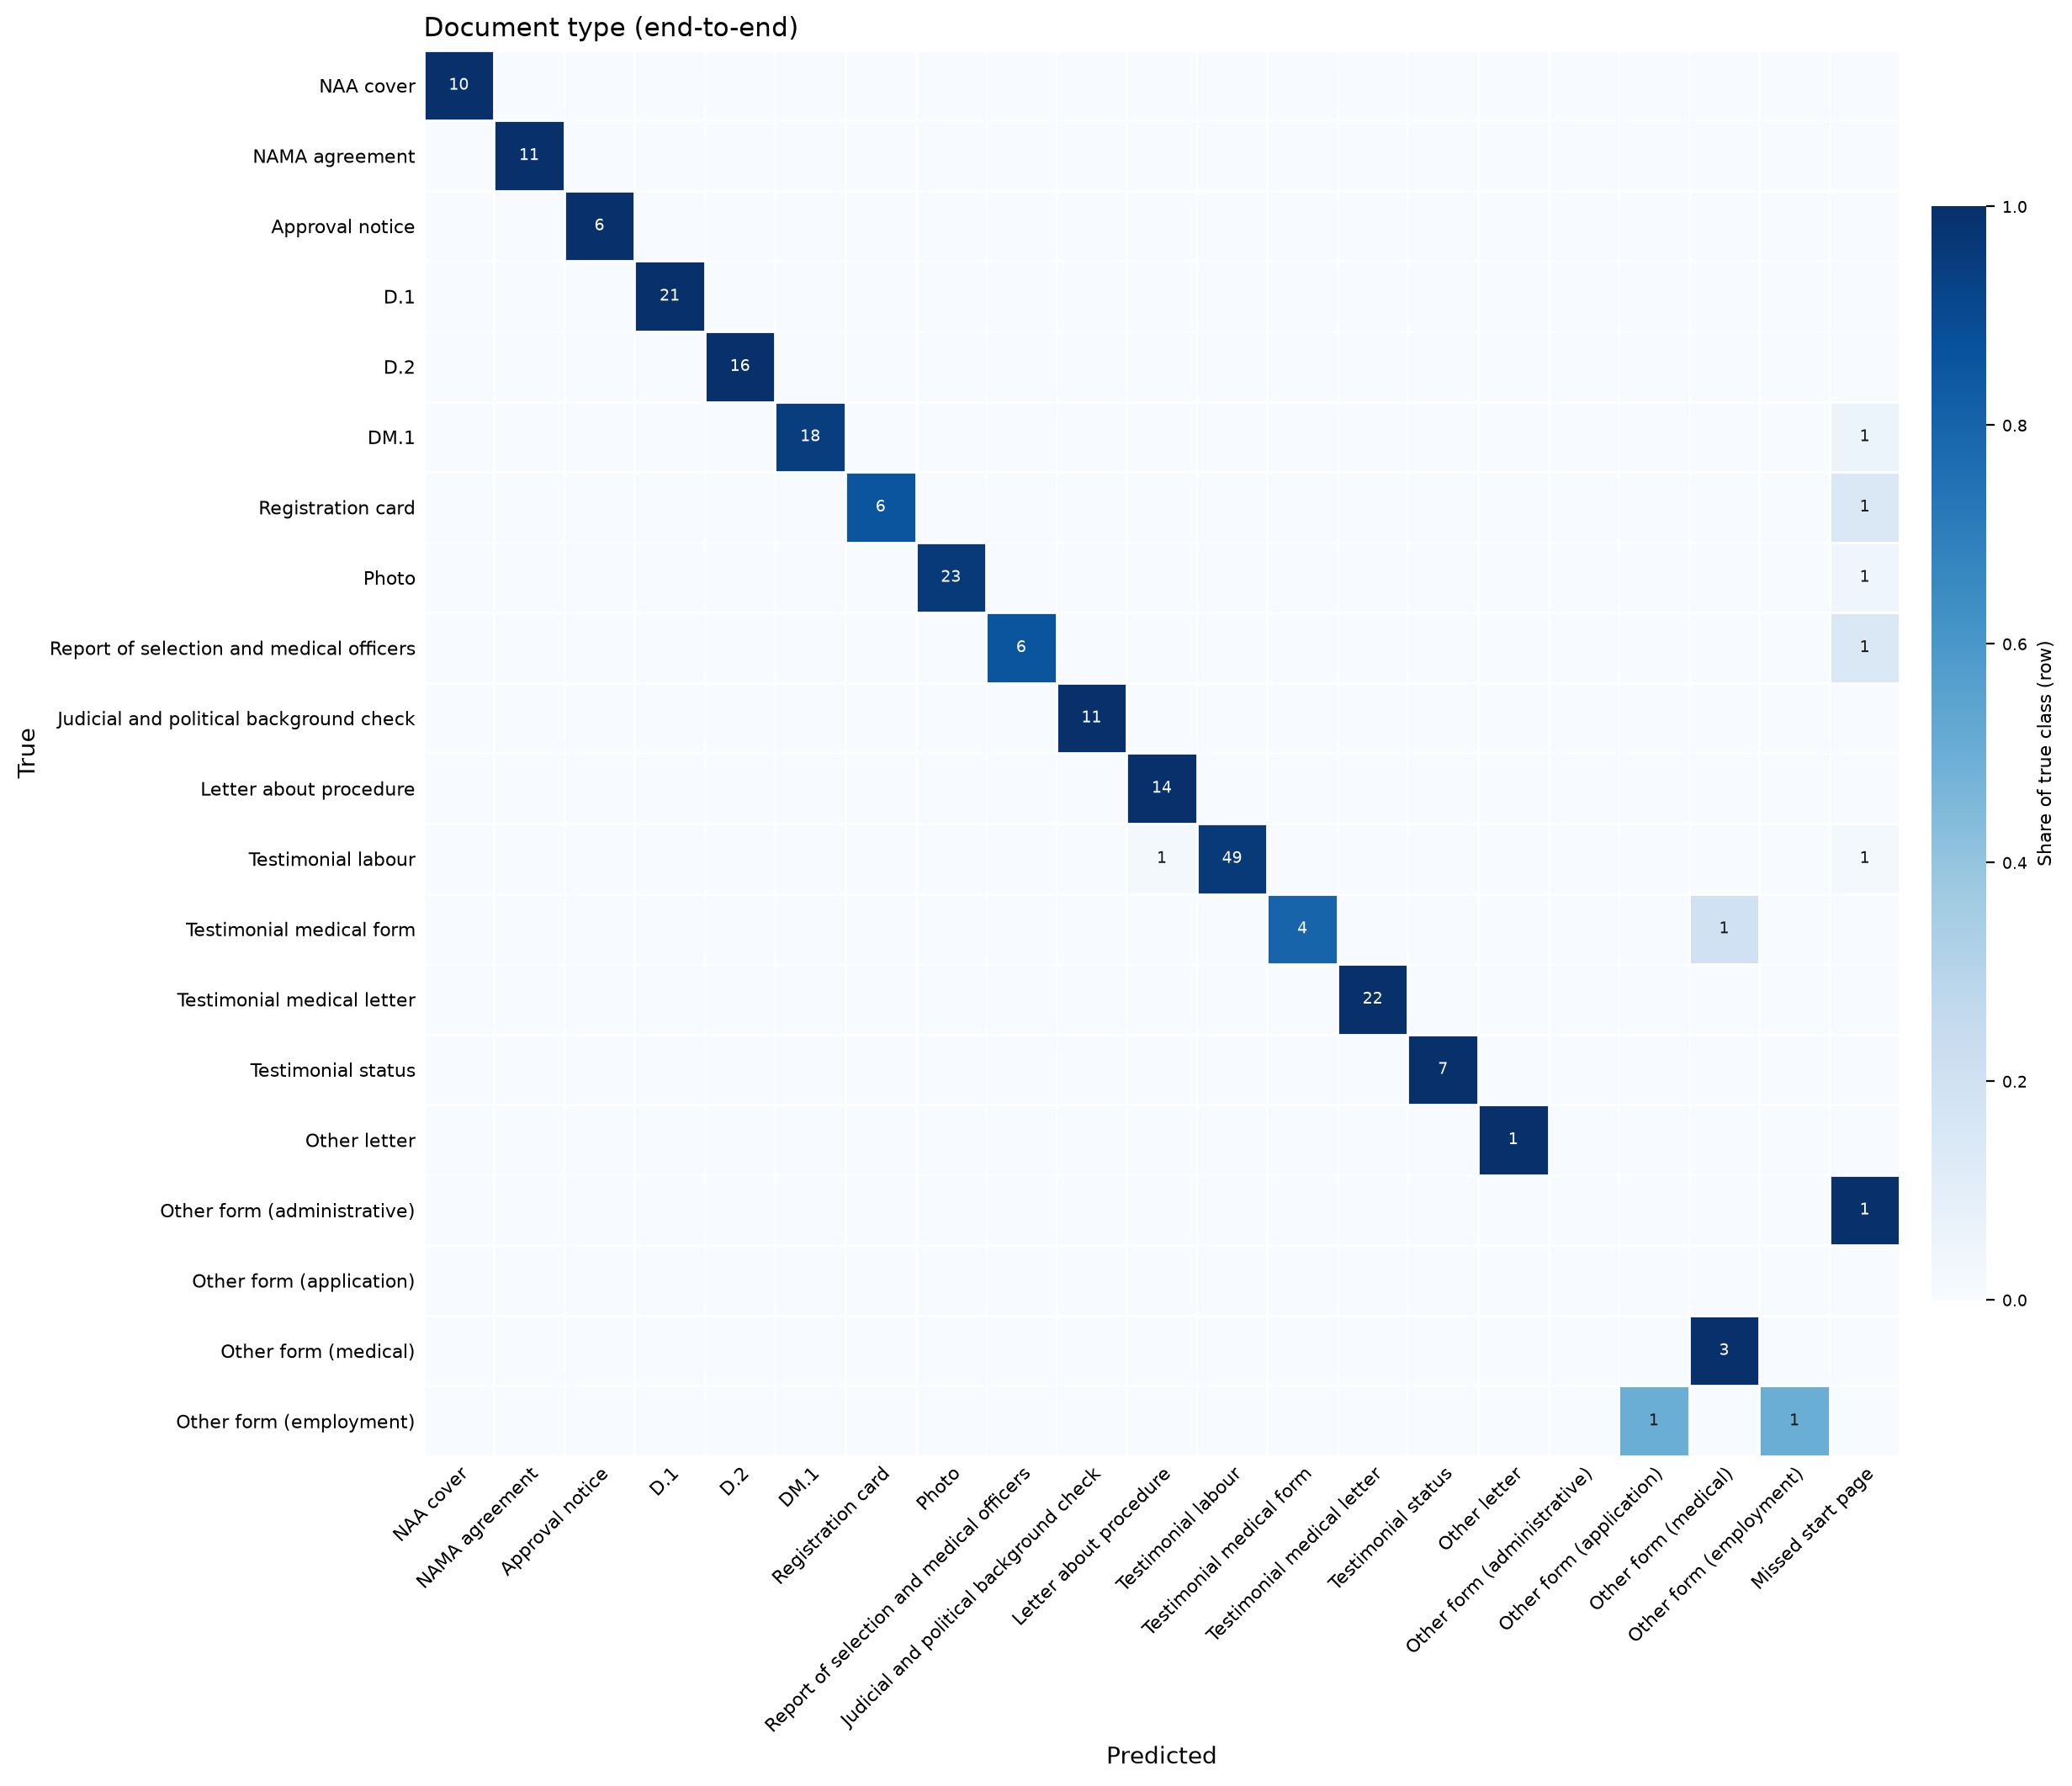 Document type (end-to-end)
NAA cover 10
NAMA agreement 11
Approval notice 6
D.1 21
D.2 16
DM.1 18 1
Registration card 6 1
Photo 23 1
Report of selection and medical officers 6 1
Judicial and political background check 11
Letter about procedure 14
Testimonial labour 1 49 1
Testimonial medical form 4 1
Testimonial medical letter 22
Testimonial status 7
Other letter 1
Other form (administrative) 1
Other form (application)
Other form (medical) 3
Other form (employment) 1 1
True
NAA cover
NAMA agreement
Approval notice
D.1
D.2
DM.1
Registration card
Photo
Report of selection and medical officers
Judicial and political background check
Letter about procedure
Testimonial labour
Testimonial medical form
Testimonial medical letter
Testimonial status
Other letter
Other form (administrative)
Other form (application)
Other form (medical)
Other form (employment)
Missed start page
Predicted
1.0
0.8
0.6
0.4
0.2
0.0
Share of true class (row)